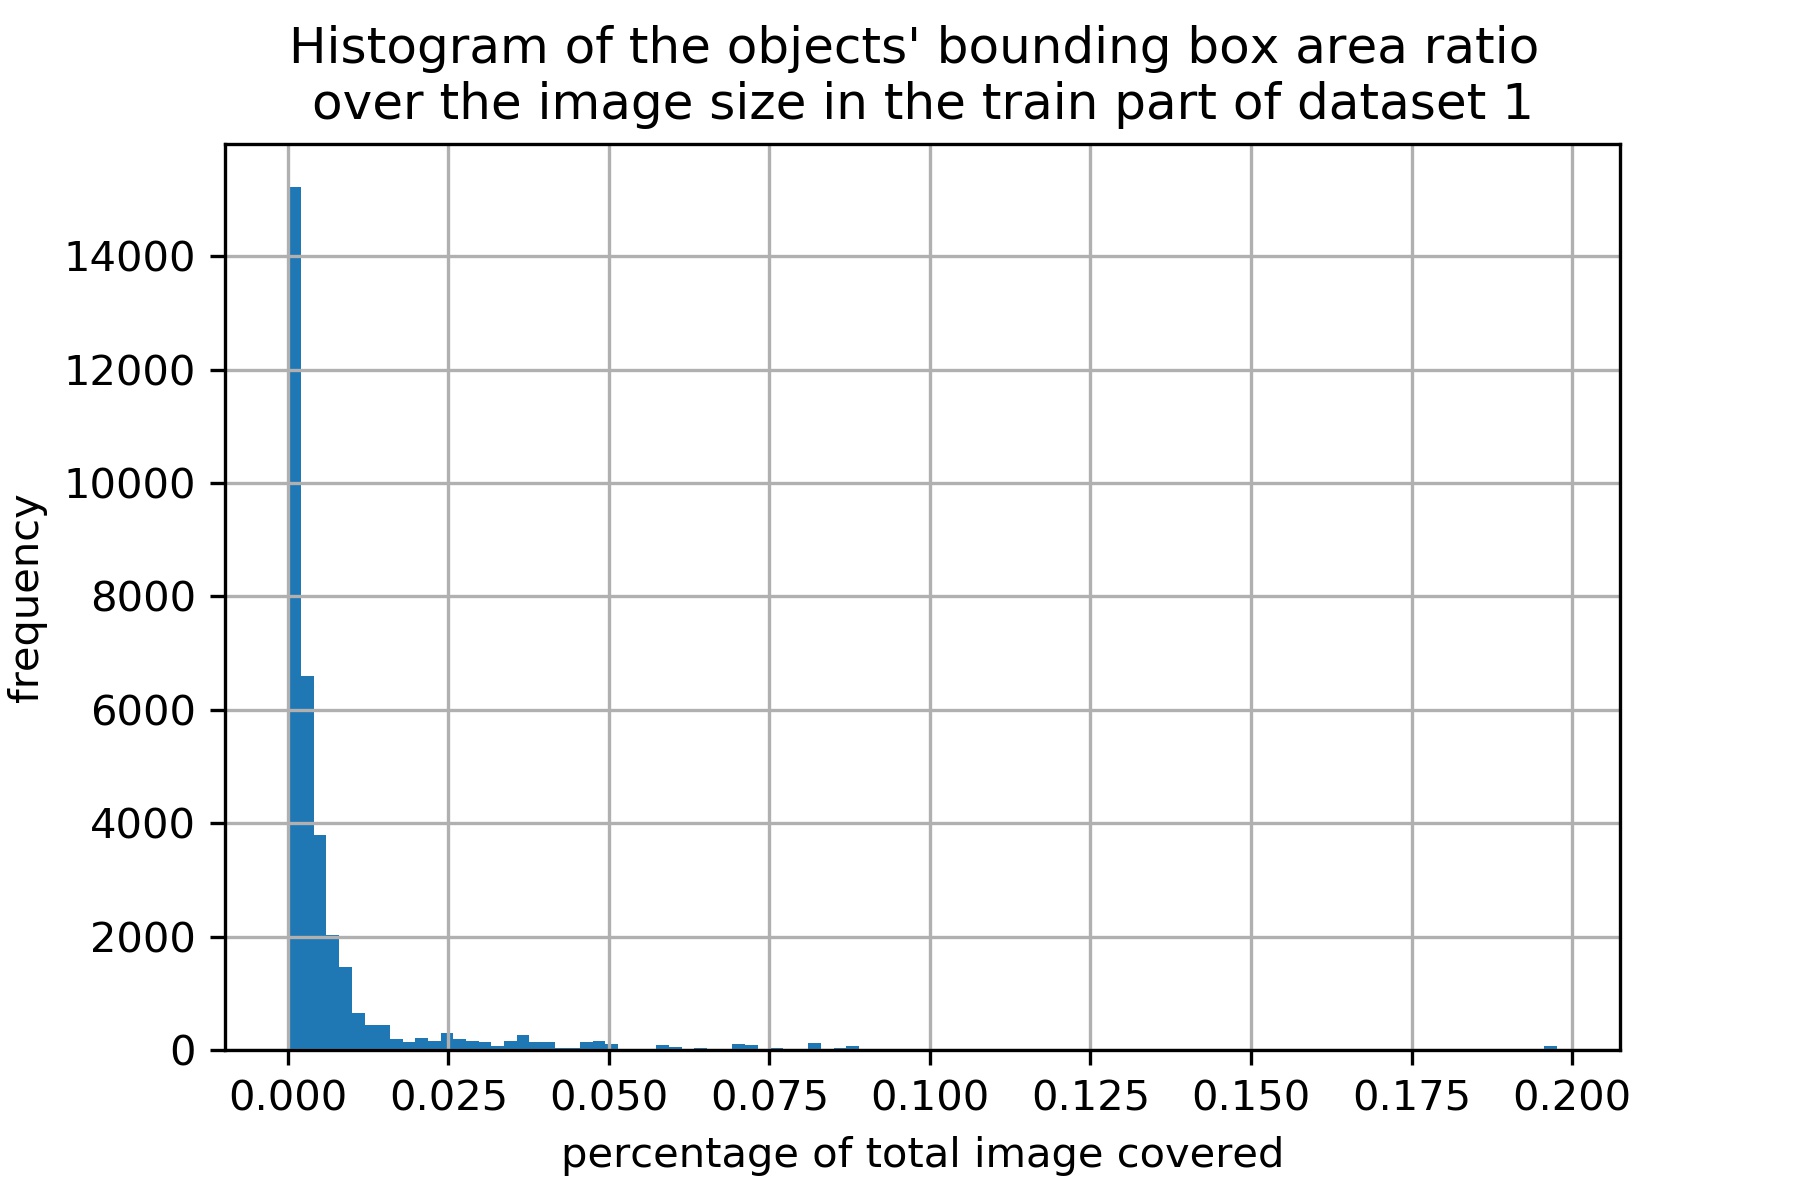 Histogram of the objects' bounding box area ratio
over the image size in the train part of dataset 1
14000
12000
10000
8000
6000
4000
2000
0
frequency
0.000 0.025 0.050 0.075 0.100 0.125 0.150 0.175 0.200
percentage of total image covered